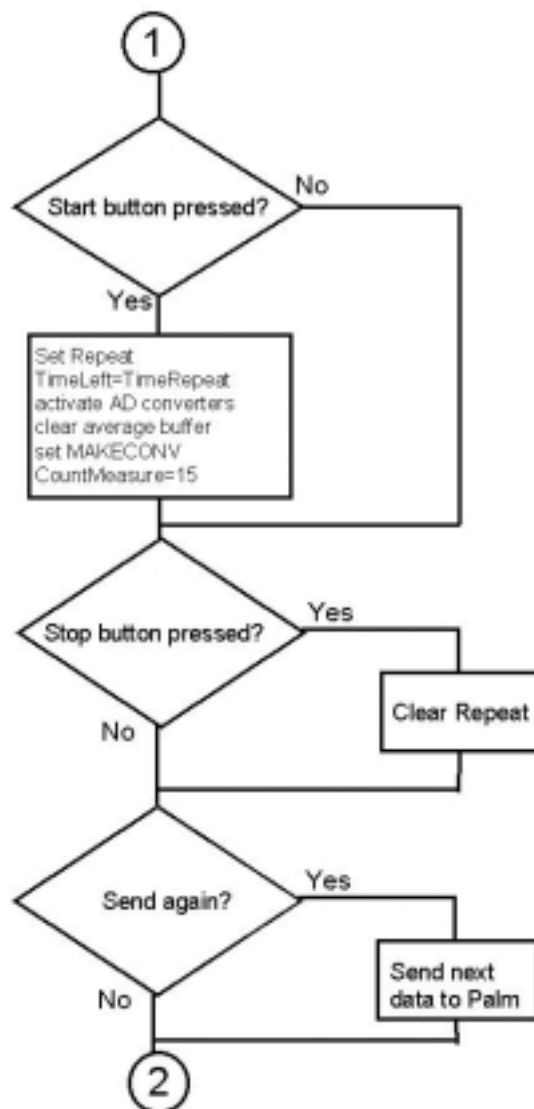 1
Start button pressed?
No
Yes
Set Repeat
TimeLeft=TimeRepeat
activate AD converters
clear average buffer
set MAKECONV
CountMeasure=15
Stop button pressed?
Yes
Clear Repeat
No
Send again?
Yes
Send next
data to Palm
No
2